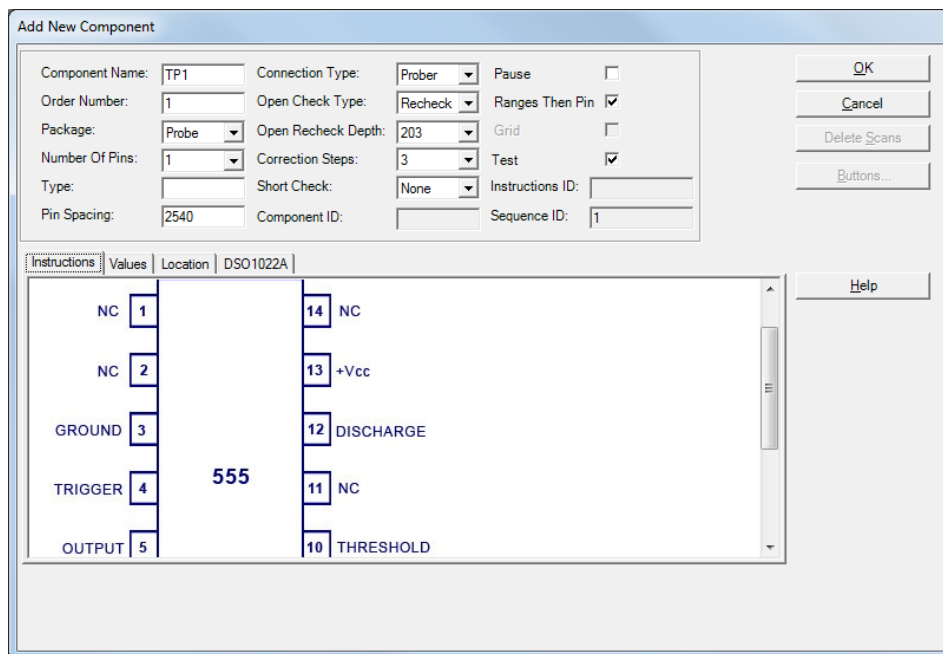 Add New Component
Component Name: TP1 Connection Type: Prober Pause
Order Number: 1 Open Check Type: Recheck Ranges Then Pin
Package: Probe Open Recheck Depth: 203 Grid
Number Of Pins: 1 Correction Steps: 3 Test
Type: Short Check: None Instructions ID:
Pin Spacing: 2540 Component ID: Sequence ID: 1
OK
Cancel
Delete Scans
Buttons...
Help
Instructions Values Location DSO1022A
NC 1 14 NC
NC 2 13 +Vcc
GROUND 3 12 DISCHARGE
555
TRIGGER 4 11 NC
OUTPUT 5 10 THRESHOLD